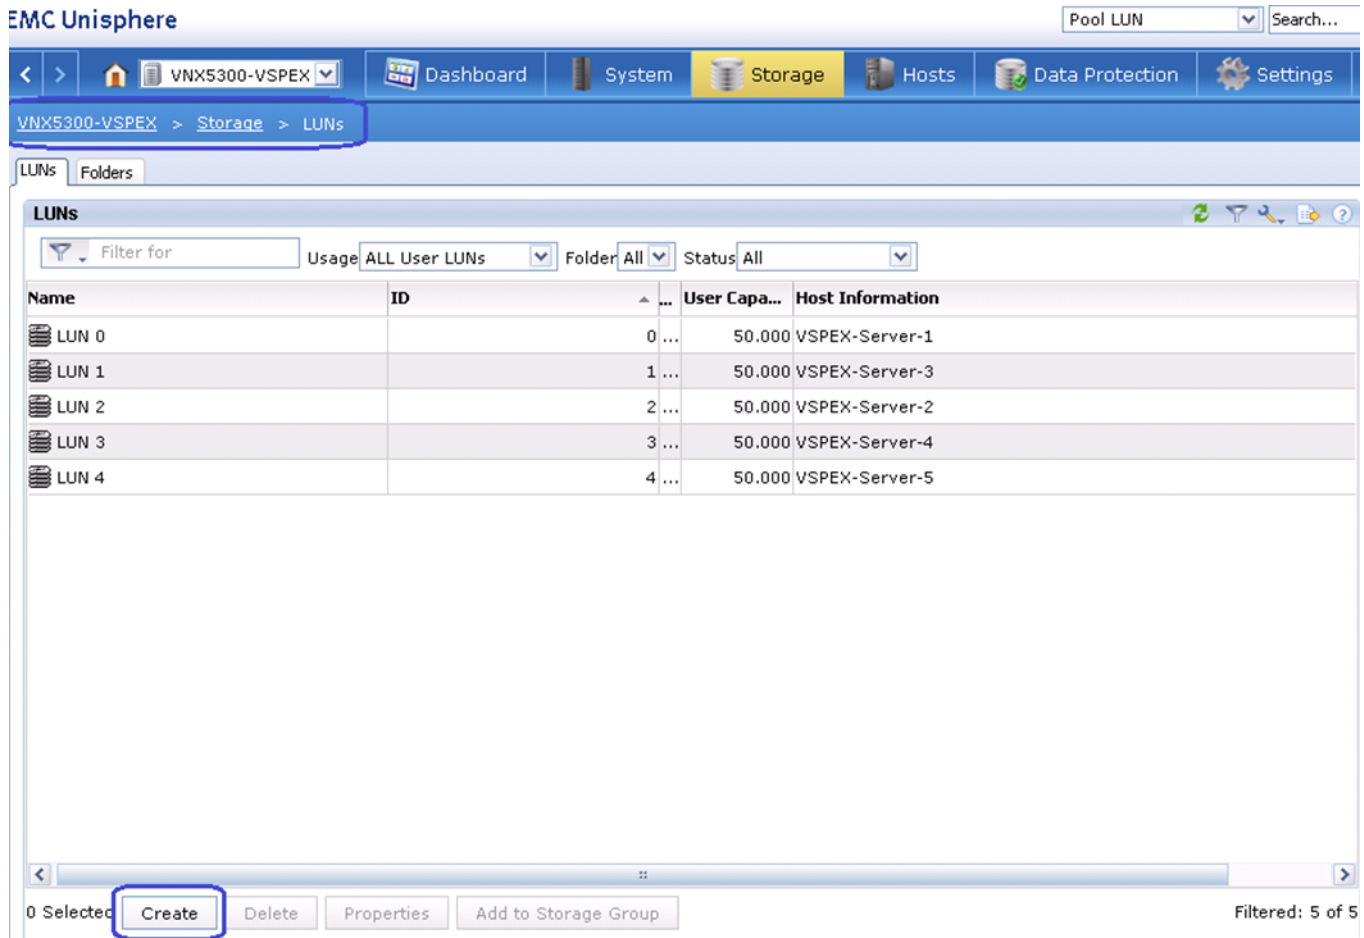 EMC Unisphere
Pool LUN Search...
< > VNX5300-VSPEX Dashboard System Storage Hosts Data Protection Settings
VNX5300-VSPEX > Storage > LUNs
LUNs Folders
LUNs
Filter for Usage ALL User LUNs Folder All Status All
Name ID ... User Capa... Host Information
LUN 0 0 ... 50.000 VSPEX-Server-1
LUN 1 1 ... 50.000 VSPEX-Server-3
LUN 2 2 ... 50.000 VSPEX-Server-2
LUN 3 3 ... 50.000 VSPEX-Server-4
LUN 4 4 ... 50.000 VSPEX-Server-5
0 Selected Create Delete Properties Add to Storage Group Filtered: 5 of 5